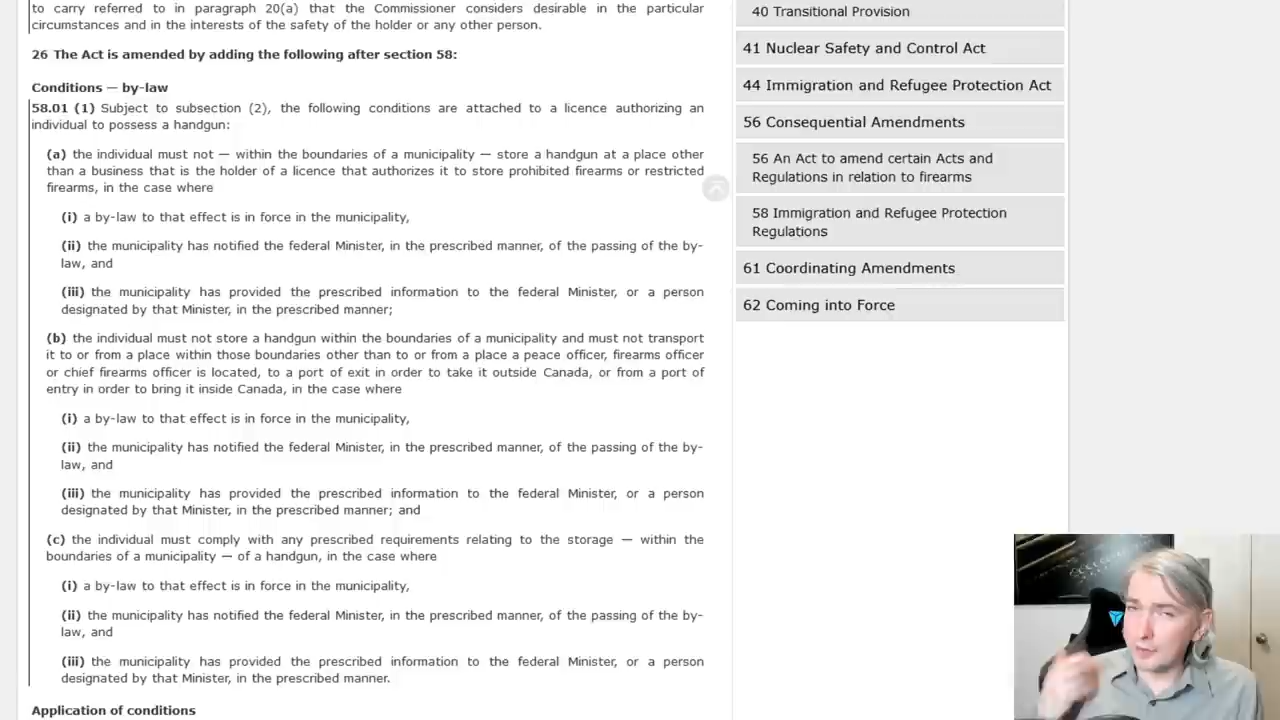 to carry referred to in paragraph 20(a) that the Commissioner considers desirable in the particular
circumstances and in the interests of the safety of the holder or any other person.
26 The Act is amended by adding the following after section 58:
Conditions — by-law
58.01 (1) Subject to subsection (2), the following conditions are attached to a licence authorizing an
individual to possess a handgun:
(a) the individual must not — within the boundaries of a municipality — store a handgun at a place other
than a business that is the holder of a licence that authorizes it to store prohibited firearms or restricted
firearms, in the case where
(i) a by-law to that effect is in force in the municipality,
(ii) the municipality has notified the federal Minister, in the prescribed manner, of the passing of the by-
law, and
(iii) the municipality has provided the prescribed information to the federal Minister, or a person
designated by that Minister, in the prescribed manner;
(b) the individual must not store a handgun within the boundaries of a municipality and must not transport
it to or from a place within those boundaries other than to or from a place a peace officer, firearms officer
or chief firearms officer is located, to a port of exit in order to take it outside Canada, or from a port of
entry in order to bring it inside Canada, in the case where
(i) a by-law to that effect is in force in the municipality,
(ii) the municipality has notified the federal Minister, in the prescribed manner, of the passing of the by-
law, and
(iii) the municipality has provided the prescribed information to the federal Minister, or a person
designated by that Minister, in the prescribed manner; and
(c) the individual must comply with any prescribed requirements relating to the storage — within the
boundaries of a municipality — of a handgun, in the case where
(i) a by-law to that effect is in force in the municipality,
(ii) the municipality has notified the federal Minister, in the prescribed manner, of the passing of the by-
law, and
(iii) the municipality has provided the prescribed information to the federal Minister, or a person
designated by that Minister, in the prescribed manner.
Application of conditions
40 Transitional Provision
41 Nuclear Safety and Control Act
44 Immigration and Refugee Protection Act
56 Consequential Amendments
56 An Act to amend certain Acts and
Regulations in relation to firearms
58 Immigration and Refugee Protection
Regulations
61 Coordinating Amendments
62 Coming into Force